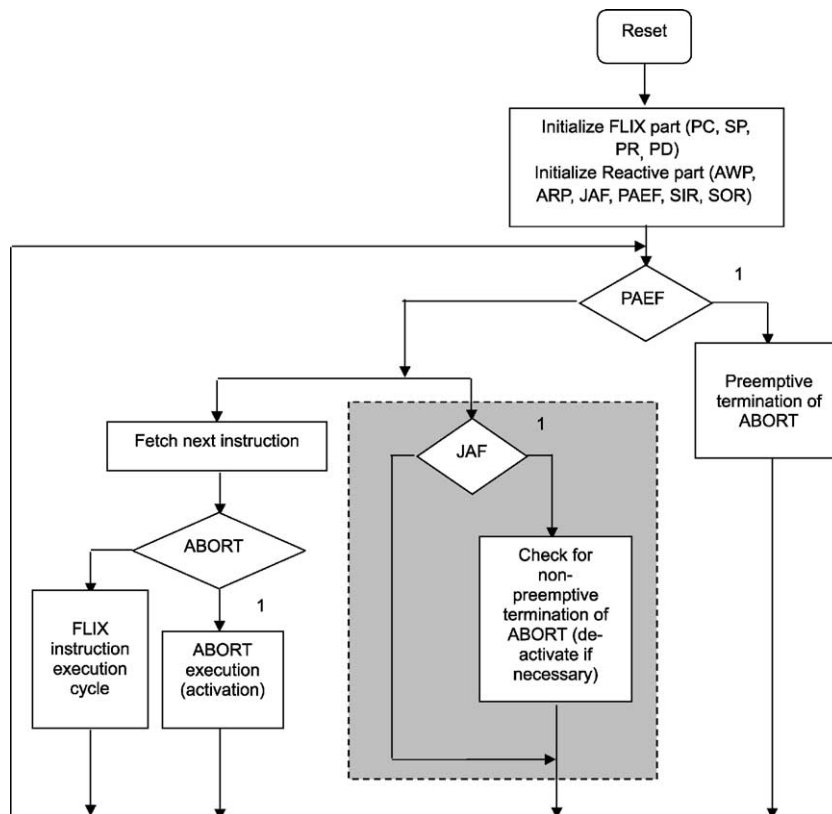 Reset
Initialize FLIX part (PC, SP,
PR, PD)
Initialize Reactive part (AWP,
ARP, JAF, PAEF, SIR, SOR)
PAEF
1
Preemptive
termination of
ABORT
Fetch next instruction
JAF
1
ABORT
1
FLIX
instruction
execution
cycle
ABORT
execution
(activation)
Check for
non-
preemptive
termination of
ABORT (de-
activate if
necessary)